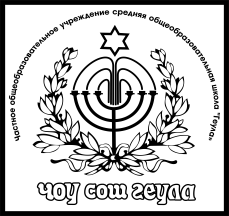 частное общеобразовательное учреждение средняя общеобразовательная школа "Геула"
ЧОУ СОШ ГЕУЛА